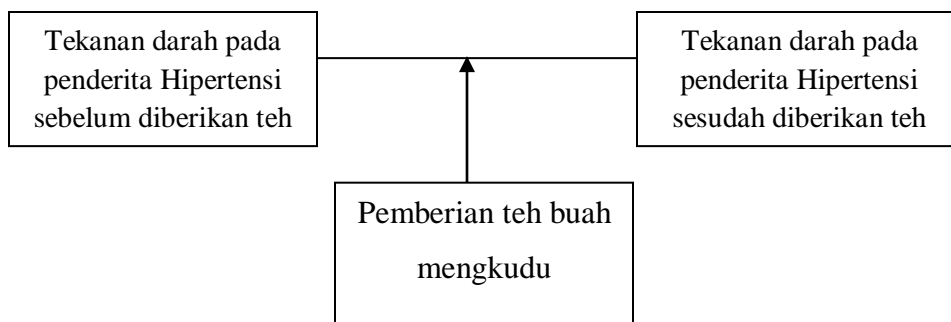 Tekanan darah pada
penderita Hipertensi
sebelum diberikan teh
Tekanan darah pada
penderita Hipertensi
sesudah diberikan teh
Pemberian teh buah
mengkudu